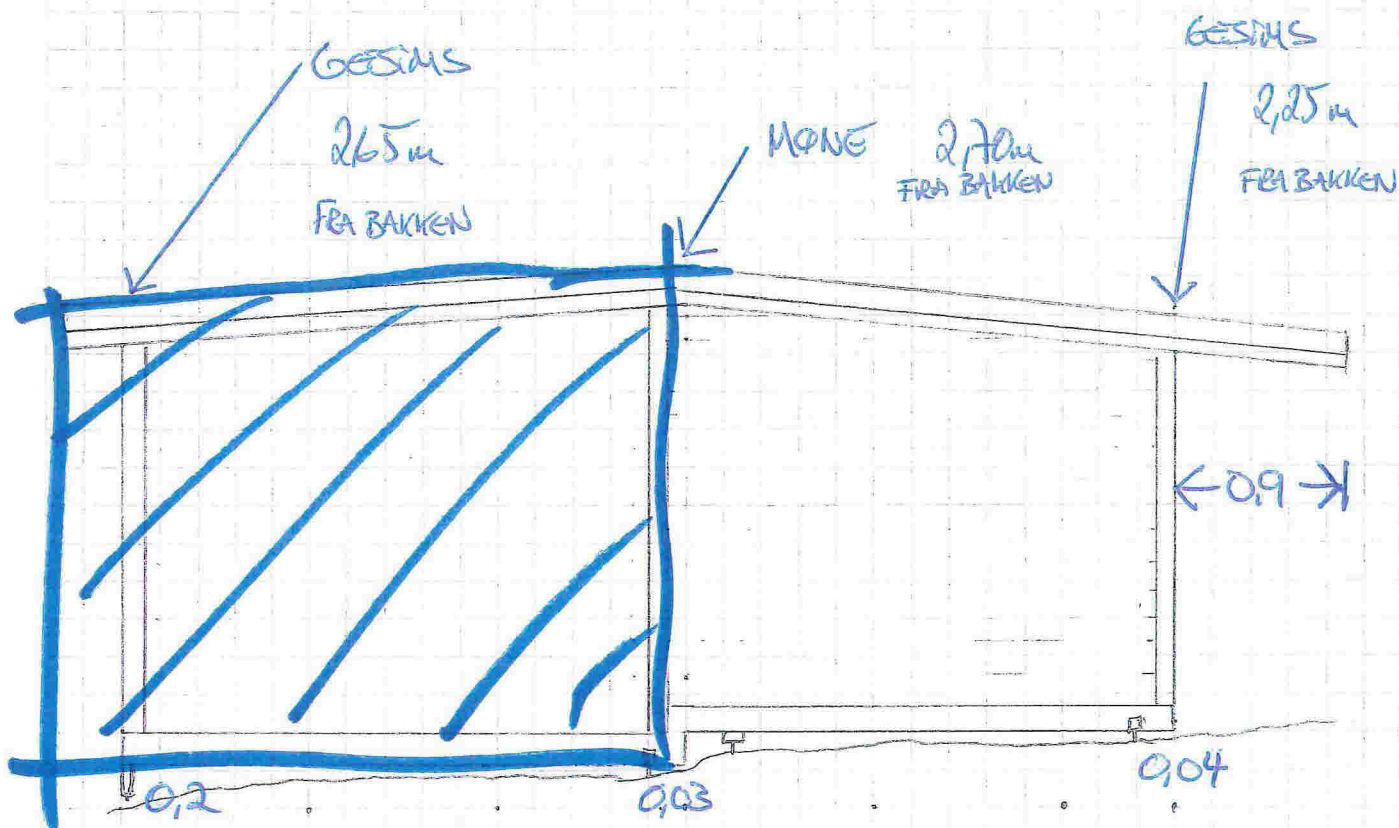 GESIMS
2,65m
FRA BAKKEN
MØNE 2,70m
FRA BAKKEN
GESIMS
2,25m
FRA BAKKEN
0,9
0,2
0,03
0,04